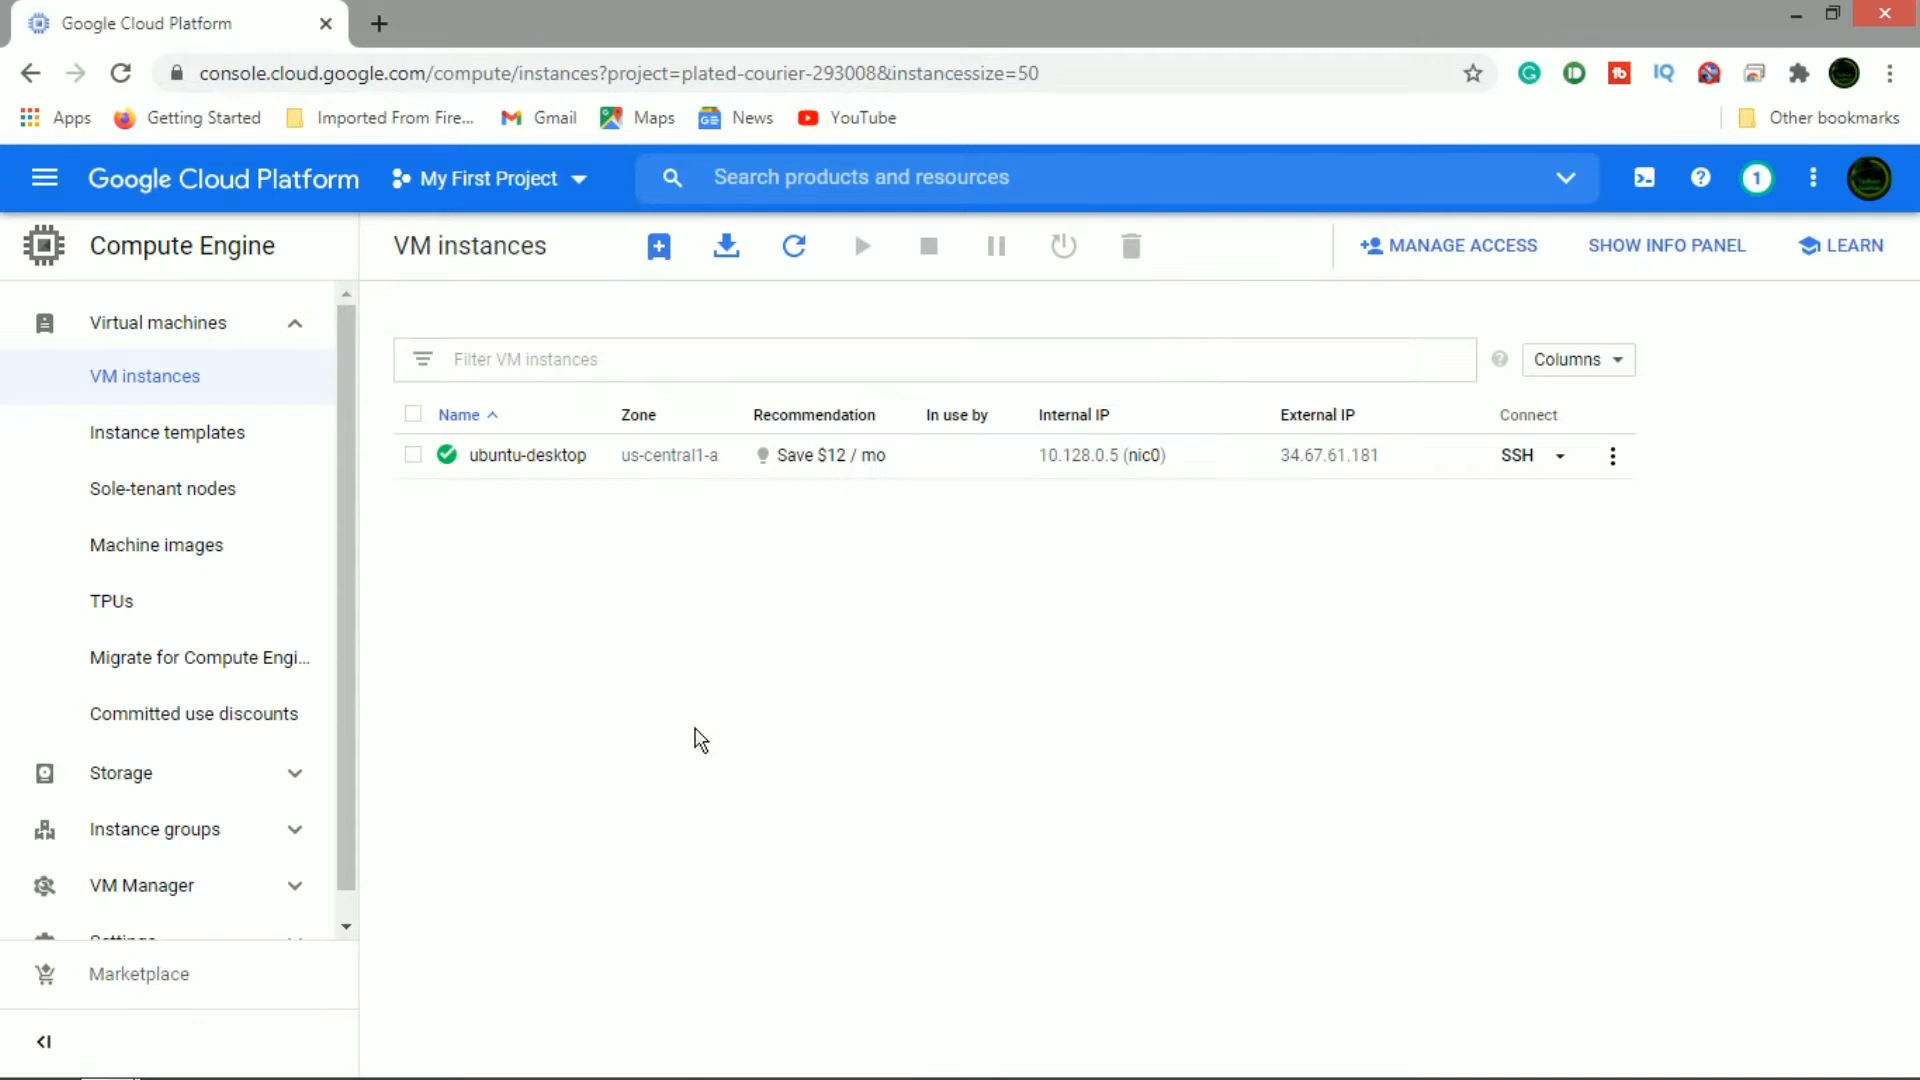 Google Cloud Platform
console.cloud.google.com/compute/instances?project=plated-courier-293008&instancessize=50
Apps Getting Started Imported From Fire... Gmail Maps News YouTube Other bookmarks
Google Cloud Platform My First Project Search products and resources 1
Compute Engine VM instances MANAGE ACCESS SHOW INFO PANEL LEARN
Virtual machines
VM instances
Instance templates
Sole-tenant nodes
Machine images
TPUs
Migrate for Compute Engi...
Committed use discounts
Storage
Instance groups
VM Manager
Settings
Marketplace
Filter VM instances Columns
Name Zone Recommendation In use by Internal IP External IP Connect
ubuntu-desktop us-central1-a Save $12 / mo 10.128.0.5 (nic0) 34.67.61.181 SSH